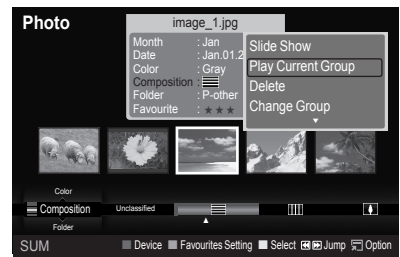 Photo
image_1.jpg
Month : Jan
Date : Jan.01.2
Color : Gray
Composition :
Folder : P-other
Favourite : ★★★
Slide Show
Play Current Group
Delete
Change Group
Color
Composition
Unclassified
Folder
SUM
Device
Favourites Setting
Select
Jump
Option